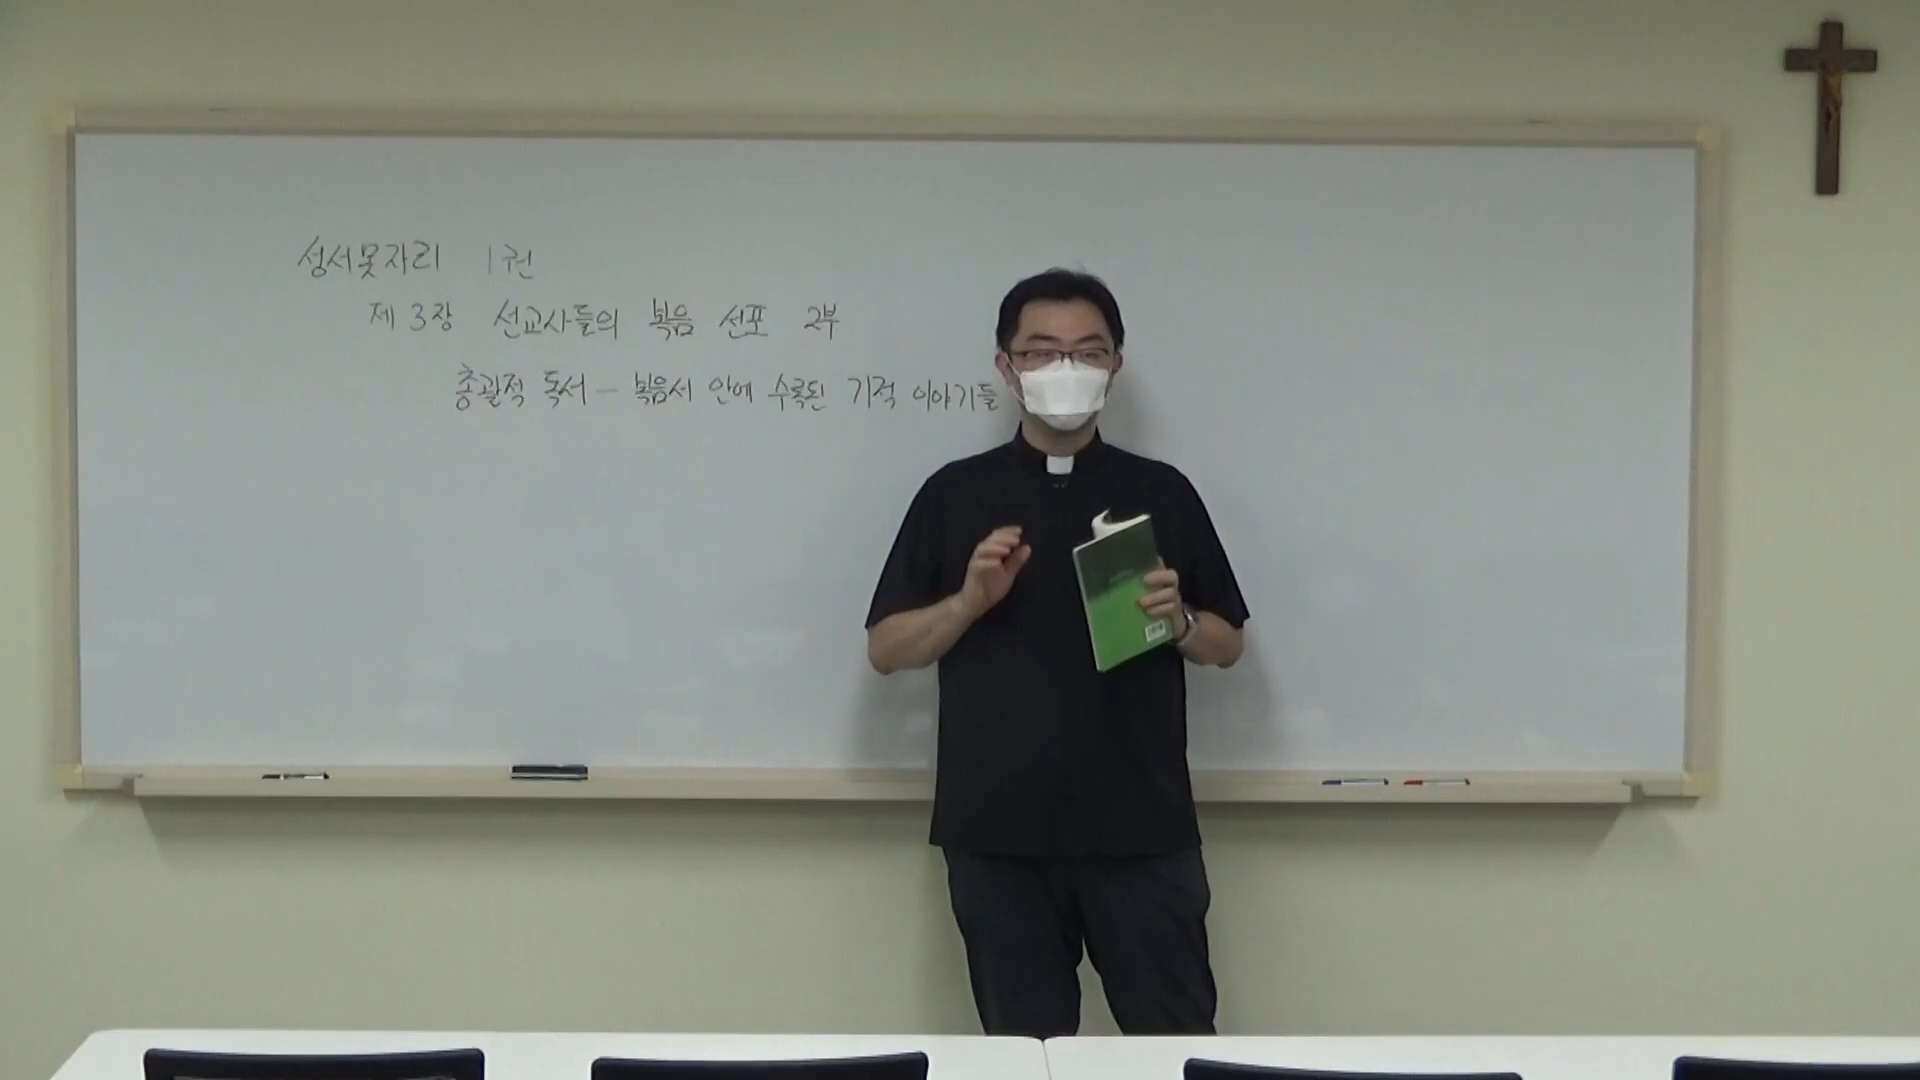 성서못자리 1권
제 3장 선교사들의 복음 선포 2부
총괄적 독서 - 복음서 안에 수록된 기적 이야기들